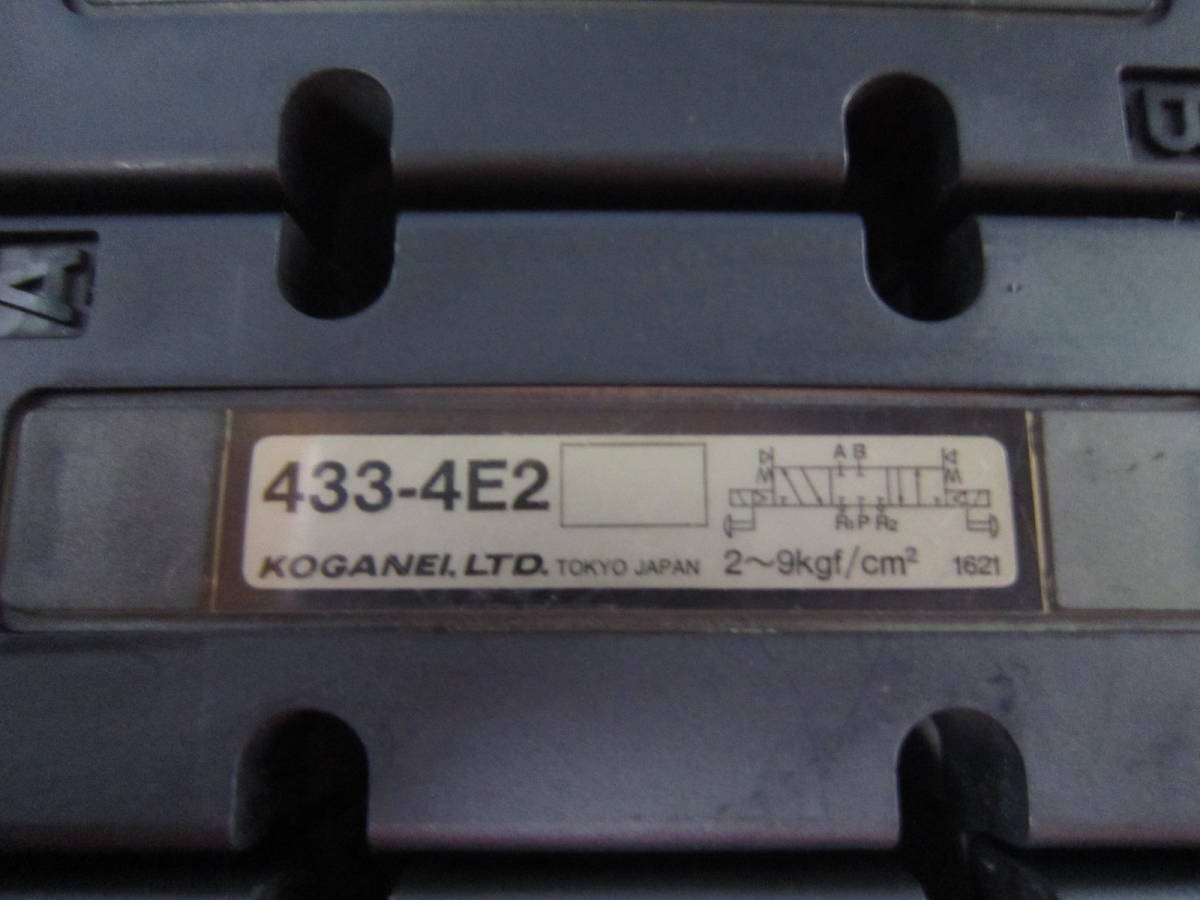 B
A
433-4E2
A B
R1 P R2
KOGANEI, LTD. TOKYO JAPAN 2~9kgf/cm² 1621